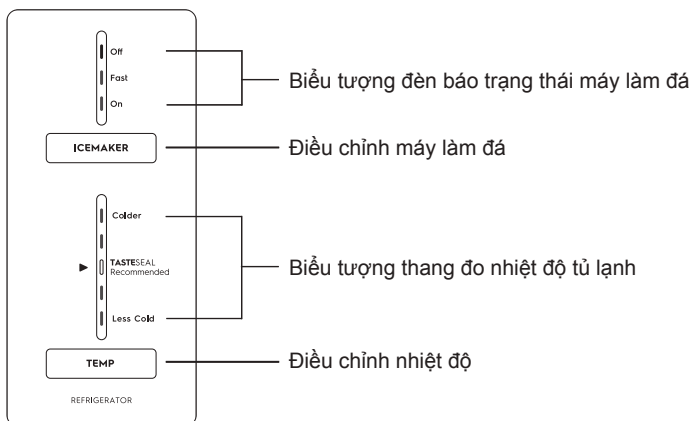 Off
Fast
On
Biểu tượng đèn báo trạng thái máy làm đá
ICEMAKER
Điều chỉnh máy làm đá
Colder
TASTESEAL
Recommended
Biểu tượng thang đo nhiệt độ tủ lạnh
Less Cold
TEMP
Điều chỉnh nhiệt độ
REFRIGERATOR